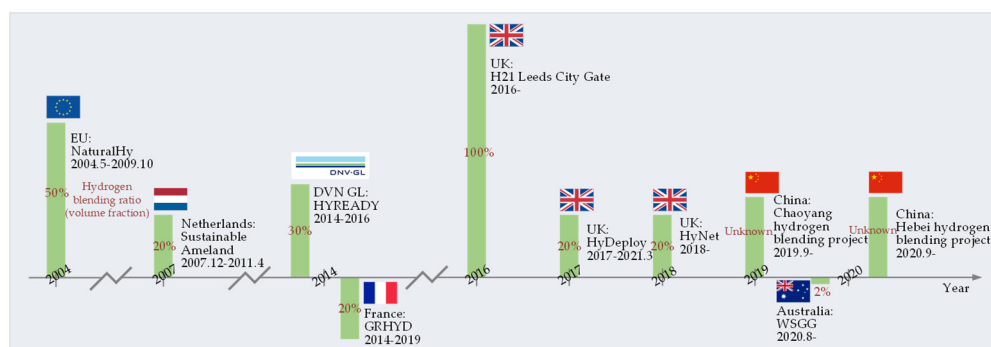 EU:
NaturalHy
2004.5-2009.10
50%
Hydrogen
blending ratio
(volume fraction)
Netherlands:
Sustainable
Ameland
2007.12-2011.4
20%
DNV·GL
DVN GL:
HYREADY
2014-2016
30%
France:
GRHYD
2014-2019
20%
UK:
H21 Leeds City Gate
2016-
100%
UK:
HyDeploy
2017-2021.3
20%
UK:
HyNet
2018-
20%
China:
Chaoyang
hydrogen
blending project
2019.9-
Unknown
Australia:
WSGG
2020.8-
2%
China:
Hebei hydrogen
blending project
2020.9-
Unknown
2004
2007
2014
2016
2017
2018
2019
2020
Year